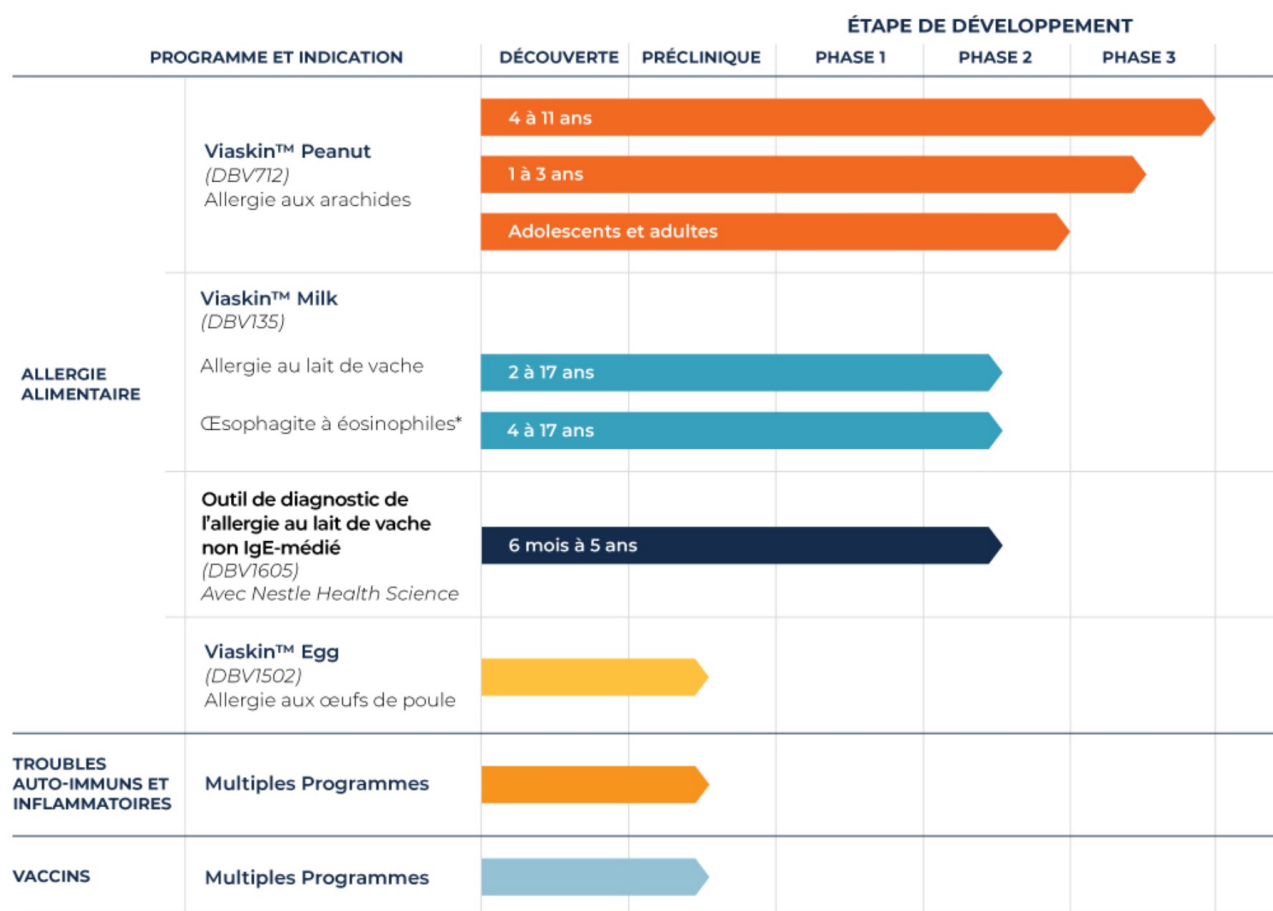 ÉTAPE DE DÉVELOPPEMENT
PROGRAMME ET INDICATION
DÉCOUVERTE
PRÉCLINIQUE
PHASE 1
PHASE 2
PHASE 3
ALLERGIE
ALIMENTAIRE
Viaskin™ Peanut
(DBV712)
Allergie aux arachides
4 à 11 ans
1 à 3 ans
Adolescents et adultes
Viaskin™ Milk
(DBV135)
Allergie au lait de vache
2 à 17 ans
Œsophagite à éosinophiles*
4 à 17 ans
Outil de diagnostic de
l’allergie au lait de vache
non IgE-médié
(DBV1605)
Avec Nestle Health Science
6 mois à 5 ans
Viaskin™ Egg
(DBV1502)
Allergie aux œufs de poule
TROUBLES
AUTO-IMMUNS ET
INFLAMMATOIRES
Multiples Programmes
VACCINS
Multiples Programmes